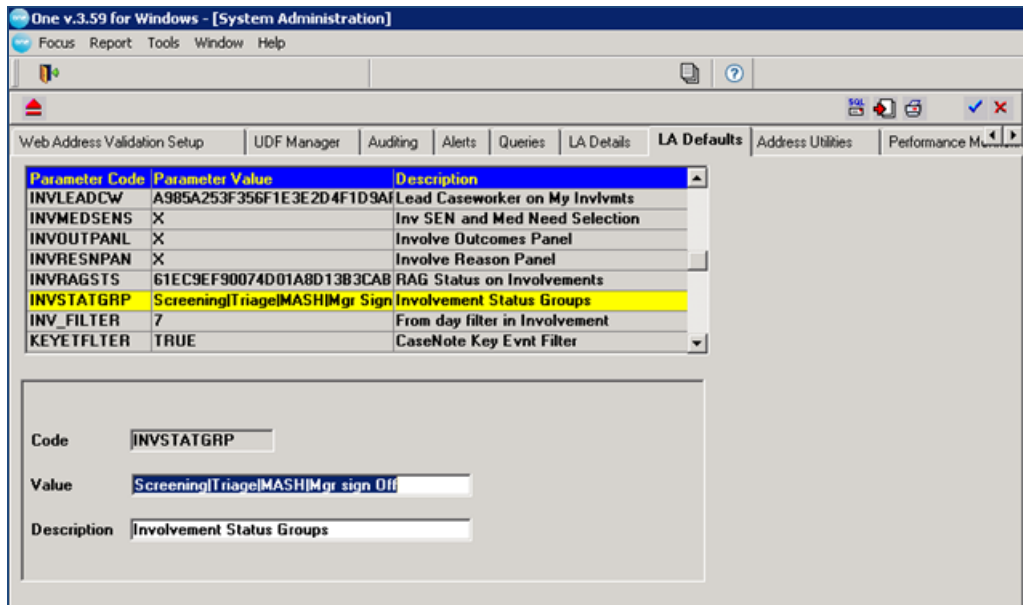 One v.3.59 for Windows - [System Administration]
Focus Report Tools Window Help
SQL
Web Address Validation Setup UDF Manager Auditing Alerts Queries LA Details LA Defaults Address Utilities Performance
Parameter Code Parameter Value Description
INVLEADCW A985A253F356F1E3E2D4F1D9AF Lead Caseworker on My Invlvmts
INVMEDSENS X Inv SEN and Med Need Selection
INVOUTPANL X Involve Outcomes Panel
INVRESNPAN X Involve Reason Panel
INVRAGSTS 61EC9EF90074D01A8D13B3CAB RAG Status on Involvements
INVSTATGRP Screening|Triage|MASH|Mgr Sign Involvement Status Groups
INV_FILTER 7 From day filter in Involvement
KEYETFLTER TRUE CaseNote Key Evnt Filter
Code INVSTATGRP
Value Screening|Triage|MASH|Mgr sign Off
Description Involvement Status Groups